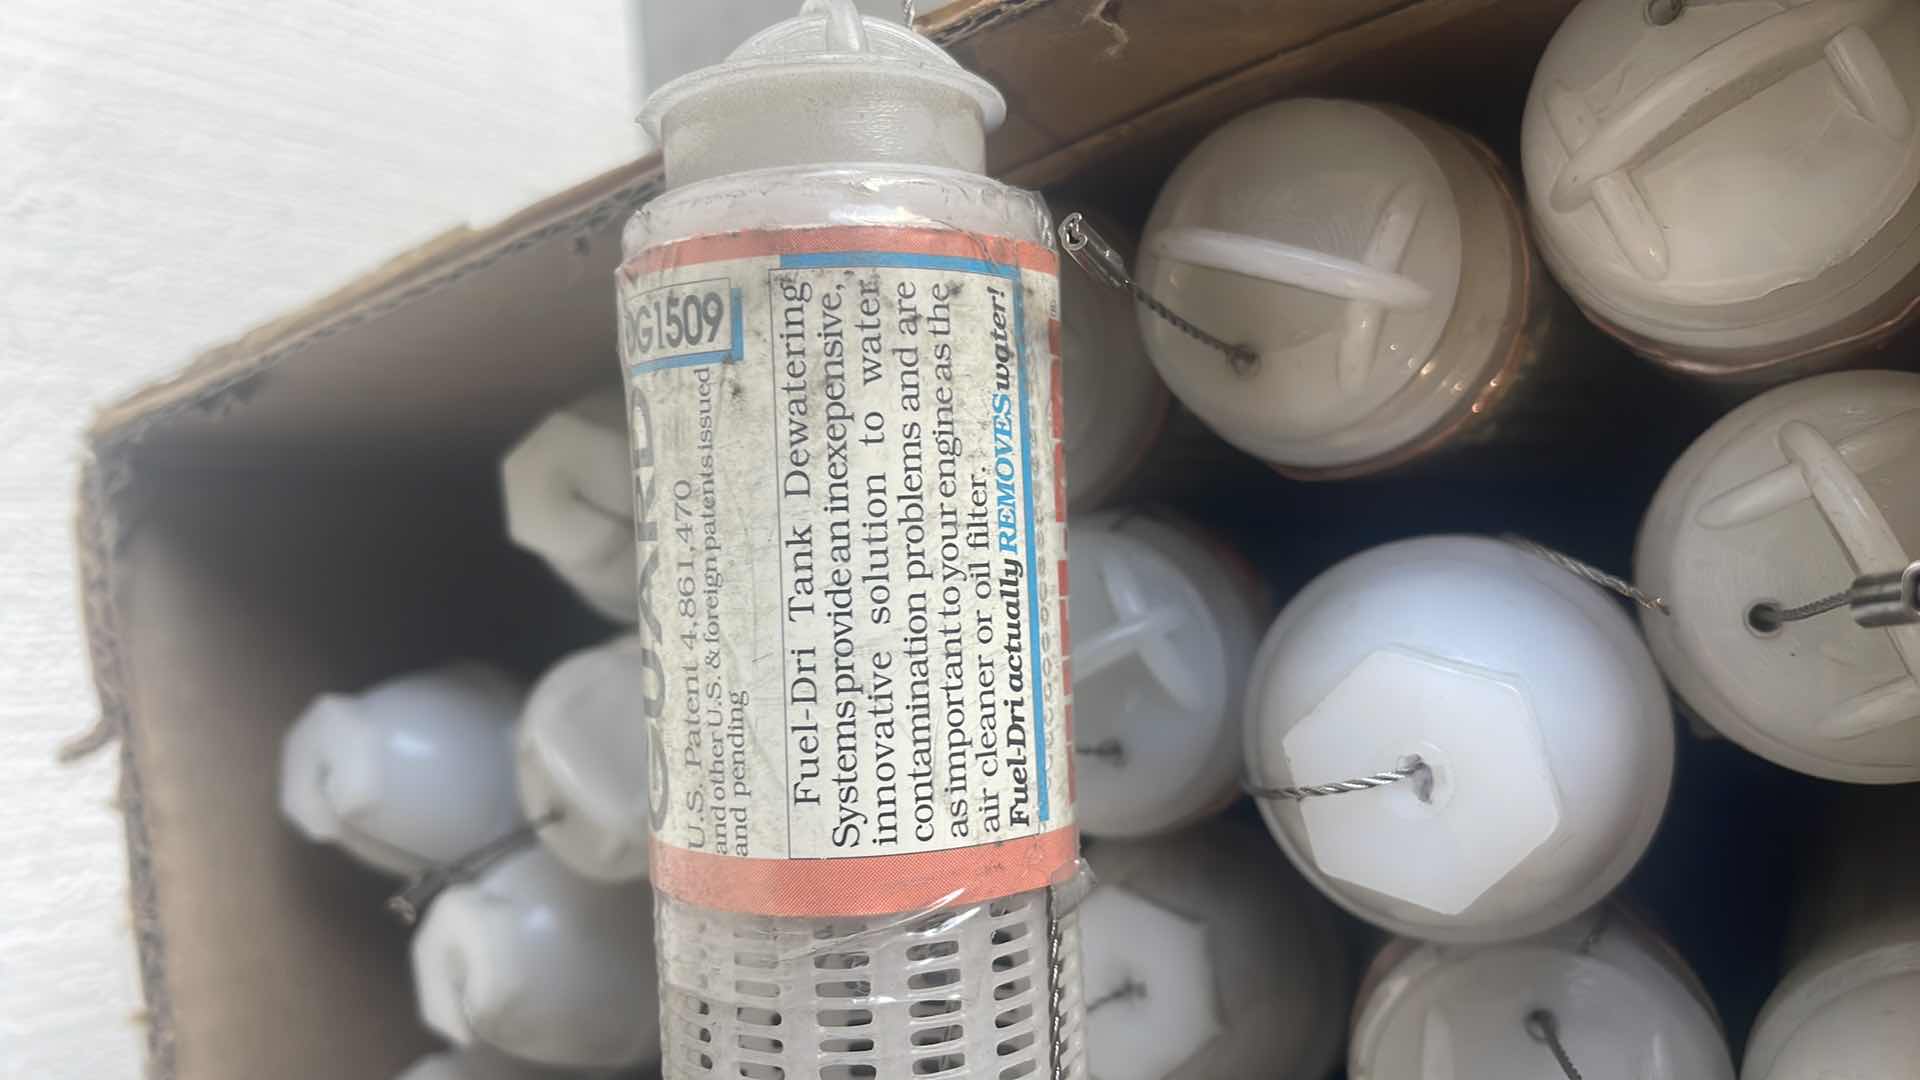 DG1509
GUARD
U.S. Patent 4,861,470
and other U.S. & foreign patents issued
and pending
Fuel-Dri Tank Dewatering
Systems provide an inexpensive,
innovative solution to water
contamination problems and are
as important to your engine as the
air cleaner or oil filter.
Fuel-Dri actually REMOVES water!